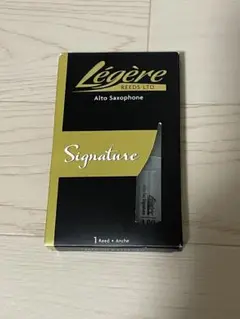 Légère
REEDS LTD.
Alto Saxophone
Signature
1 Reed • Anche